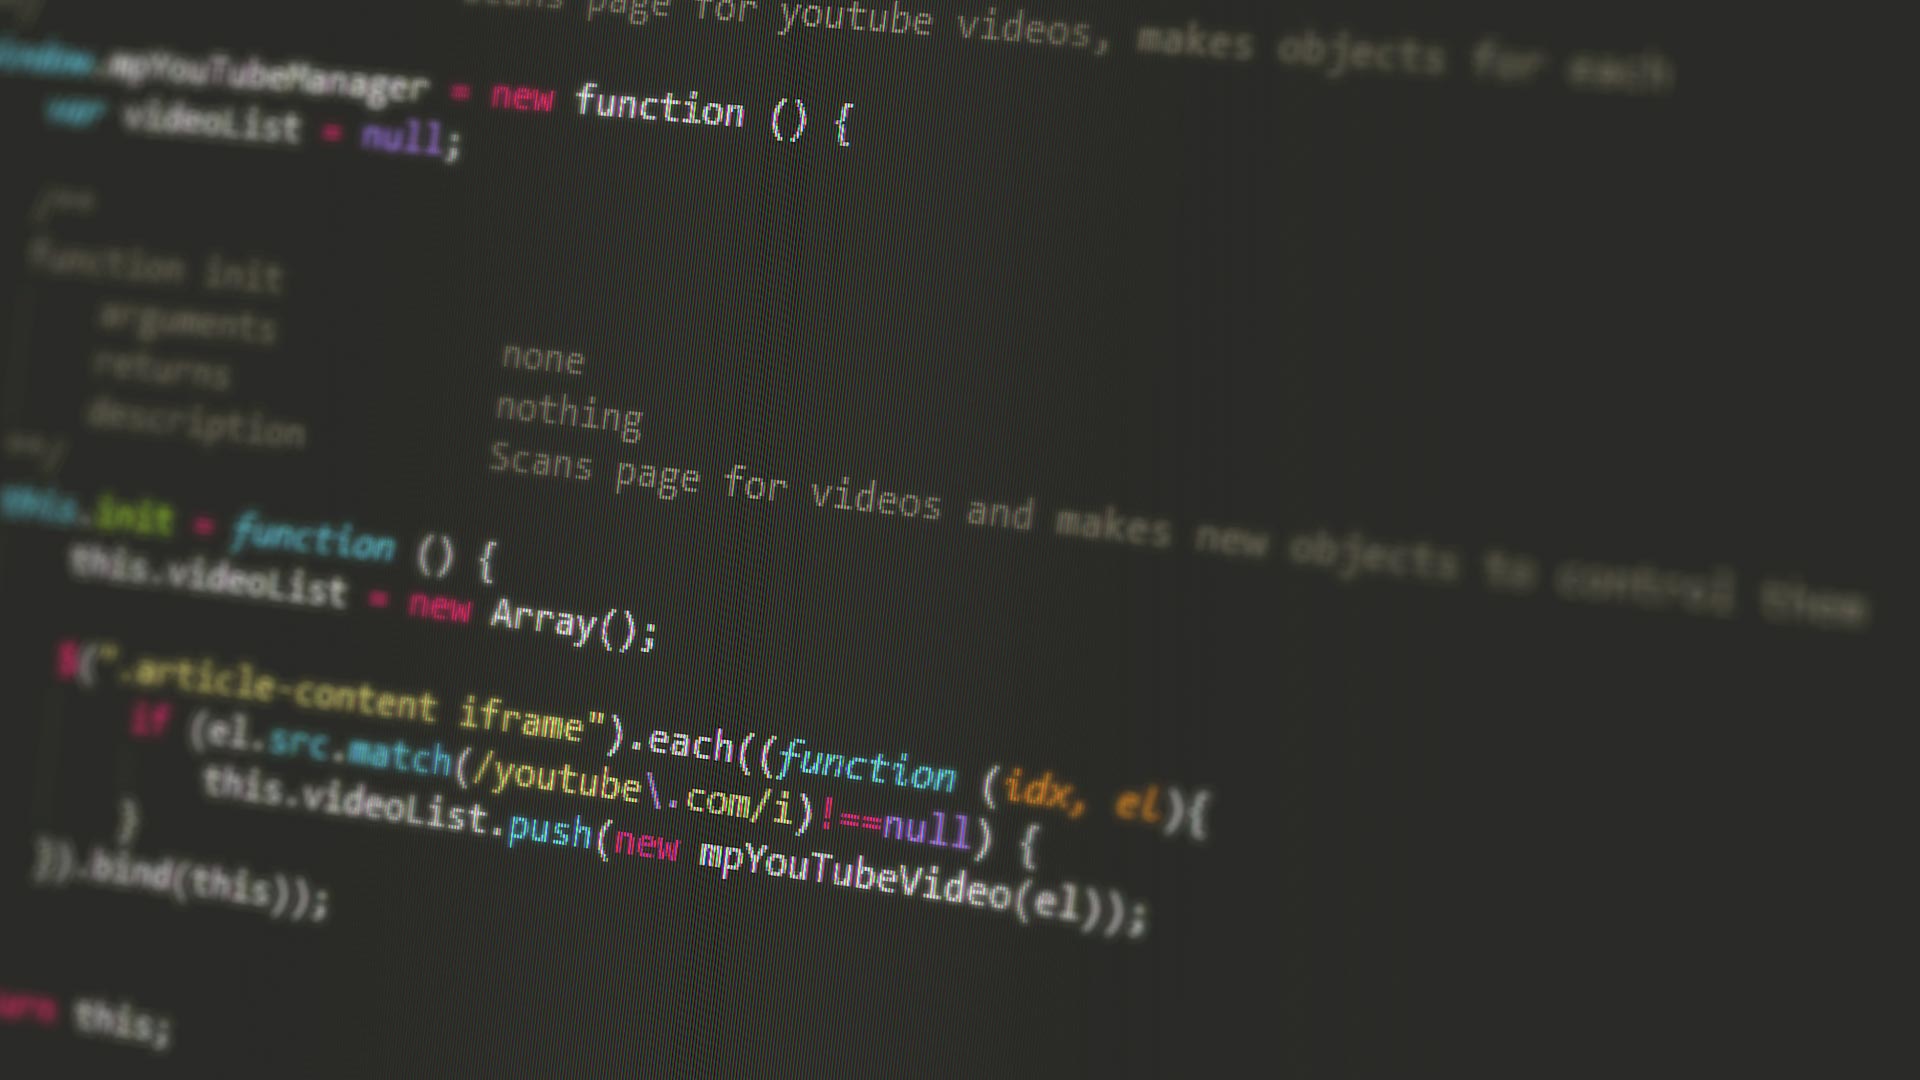 Scans page for youtube videos, makes objects for each
window.mpYouTubeManager = new function () {
var videoList = null;
/**
function init
arguments none
returns nothing
description Scans page for videos and makes new objects to control them
**/
this.init = function () {
this.videoList = new Array();
$(".article-content iframe").each((function (idx, el){
if (el.src.match(/youtube\.com/i)!==null) {
this.videoList.push(new mpYouTubeVideo(el));
}
}).bind(this));
this;